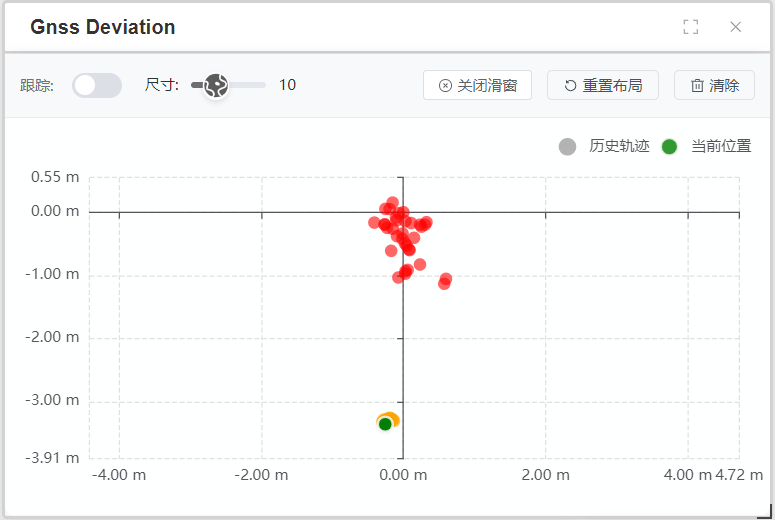 Gnss Deviation
跟踪: 尺寸: 10 关闭滑窗 重置布局 清除
历史轨迹 当前位置
0.55 m
0.00 m
-1.00 m
-2.00 m
-3.00 m
-3.91 m
-4.00 m -2.00 m 0.00 m 2.00 m 4.00 m 4.72 m